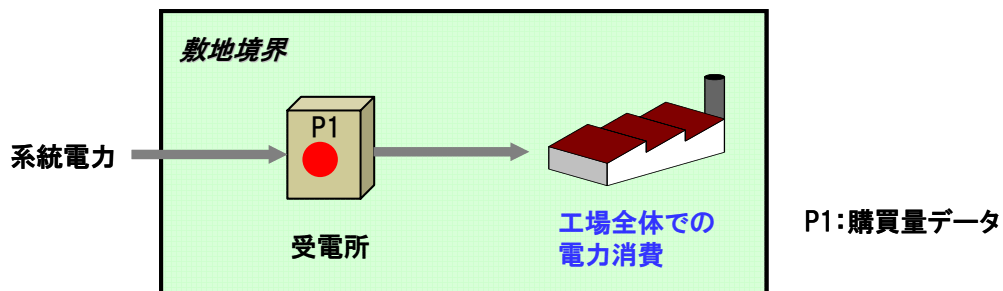 敷地境界
P1
系統電力
受電所
工場全体での
電力消費
P1:購買量データ